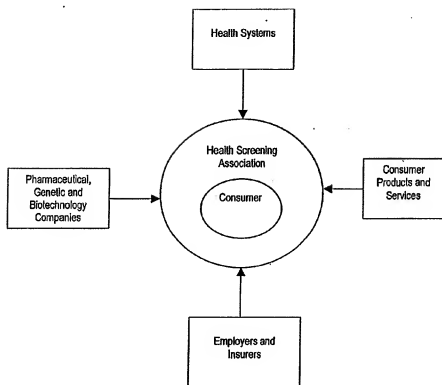 Health Systems
Health Screening
Association
Consumer
Pharmaceutical,
Genetic and
Biotechnology
Companies
Consumer
Products and
Services
Employers and
Insurers